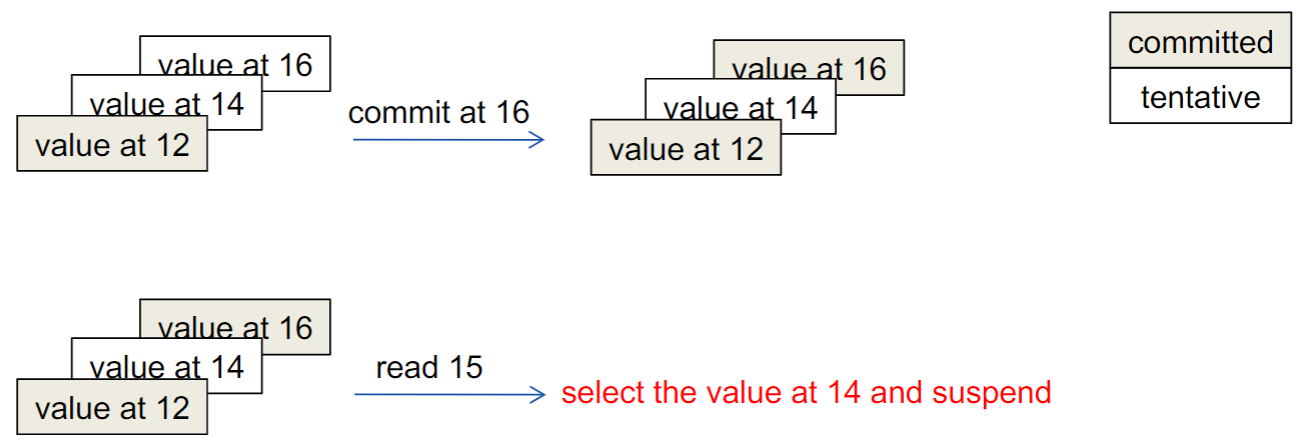 value at 16
value at 14
value at 12
commit at 16
value at 16
value at 14
value at 12
committed
tentative
value at 16
value at 14
value at 12
read 15
select the value at 14 and suspend